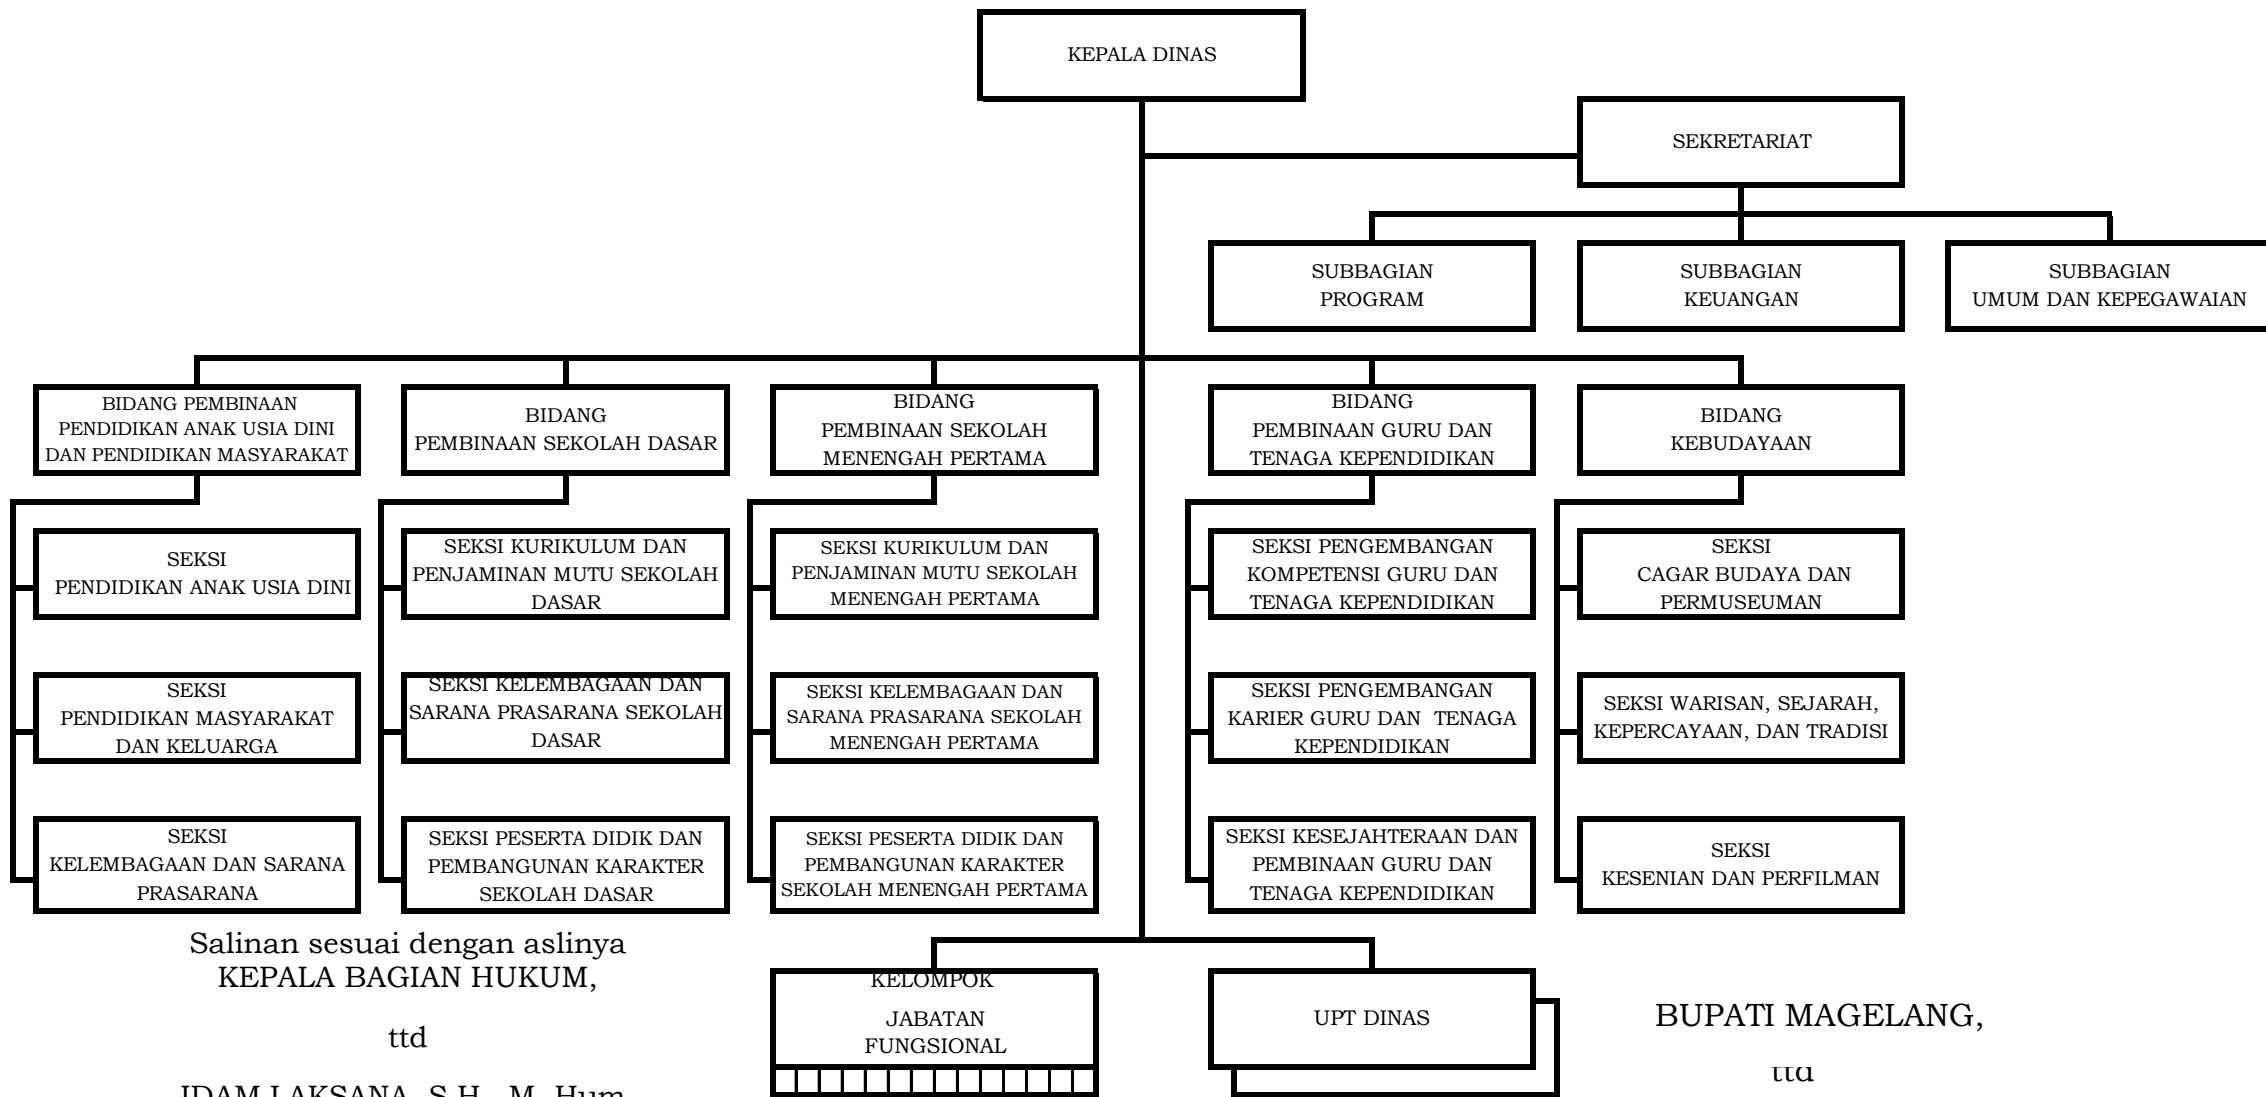 KEPALA DINAS
SEKRETARIAT
SUBBAGIAN
PROGRAM
SUBBAGIAN
KEUANGAN
SUBBAGIAN
UMUM DAN KEPEGAWAIAN
BIDANG PEMBINAAN
PENDIDIKAN ANAK USIA DINI
DAN PENDIDIKAN MASYARAKAT
BIDANG
PEMBINAAN SEKOLAH DASAR
BIDANG
PEMBINAAN SEKOLAH
MENENGAH PERTAMA
BIDANG
PEMBINAAN GURU DAN
TENAGA KEPENDIDIKAN
BIDANG
KEBUDAYAAN
SEKSI
PENDIDIKAN ANAK USIA DINI
SEKSI KURIKULUM DAN
PENJAMINAN MUTU SEKOLAH
DASAR
SEKSI KURIKULUM DAN
PENJAMINAN MUTU SEKOLAH
MENENGAH PERTAMA
SEKSI PENGEMBANGAN
KOMPETENSI GURU DAN
TENAGA KEPENDIDIKAN
SEKSI
CAGAR BUDAYA DAN
PERMUSEUMAN
SEKSI
PENDIDIKAN MASYARAKAT
DAN KELUARGA
SEKSI KELEMBAGAAN DAN
SARANA PRASARANA SEKOLAH
DASAR
SEKSI KELEMBAGAAN DAN
SARANA PRASARANA SEKOLAH
MENENGAH PERTAMA
SEKSI PENGEMBANGAN
KARIER GURU DAN TENAGA
KEPENDIDIKAN
SEKSI WARISAN, SEJARAH,
KEPERCAYAAN, DAN TRADISI
SEKSI
KELEMBAGAAN DAN SARANA
PRASARANA
SEKSI PESERTA DIDIK DAN
PEMBANGUNAN KARAKTER
SEKOLAH DASAR
SEKSI PESERTA DIDIK DAN
PEMBANGUNAN KARAKTER
SEKOLAH MENENGAH PERTAMA
SEKSI KESEJAHTERAAN DAN
PEMBINAAN GURU DAN
TENAGA KEPENDIDIKAN
SEKSI
KESENIAN DAN PERFILMAN
Salinan sesuai dengan aslinya
KEPALA BAGIAN HUKUM,
ttd
IDAM LAKSANA, S.H., M. Hum
KELOMPOK
JABATAN
FUNGSIONAL
UPT DINAS
BUPATI MAGELANG,
ttd